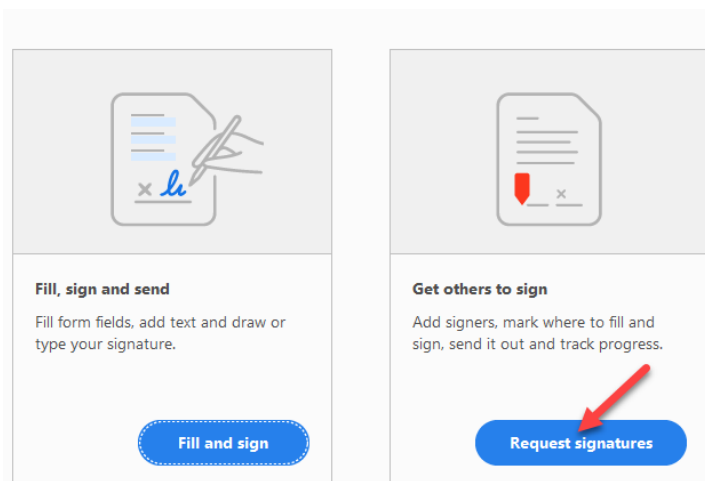 Fill, sign and send
Fill form fields, add text and draw or
type your signature.
Fill and sign
Get others to sign
Add signers, mark where to fill and
sign, send it out and track progress.
Request signatures